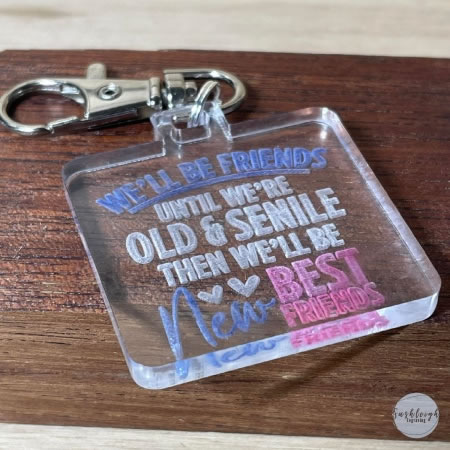 WE'LL BE FRIENDS
UNTIL WE'RE
OLD & SENILE
THEN WE'LL BE
New BEST
FRIENDS